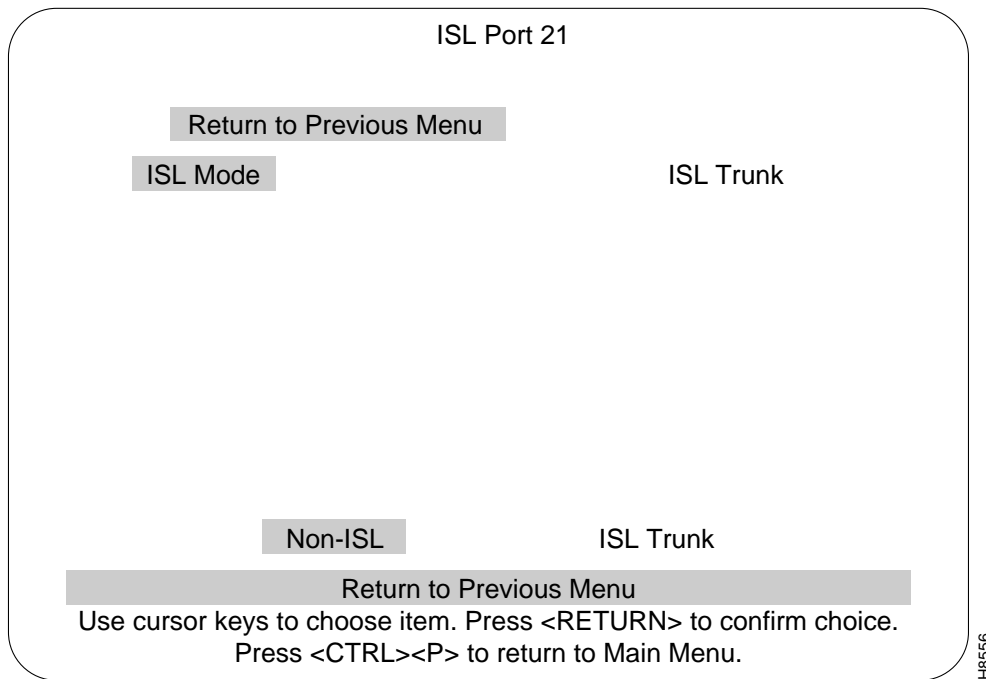 ISL Port 21
Return to Previous Menu
ISL Mode ISL Trunk
Non-ISL ISL Trunk
Return to Previous Menu
Use cursor keys to choose item. Press <RETURN> to confirm choice.
Press <CTRL><P> to return to Main Menu.
H8556